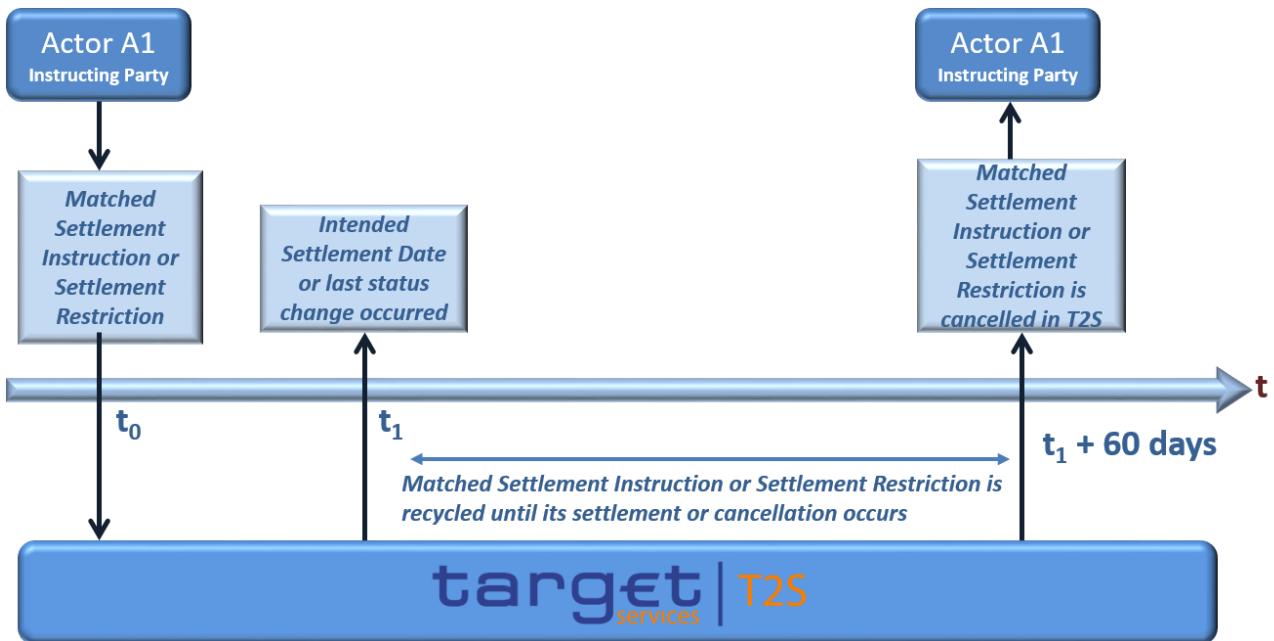 Actor A1
Instructing Party
Actor A1
Instructing Party
Matched
Settlement
Instruction or
Settlement
Restriction
Intended
Settlement Date
or last status
change occurred
Matched
Settlement
Instruction or
Settlement
Restriction is
cancelled in T2S
t
t₀
t₁
t₁ + 60 days
Matched Settlement Instruction or Settlement Restriction is
recycled until its settlement or cancellation occurs
target | T2S
services